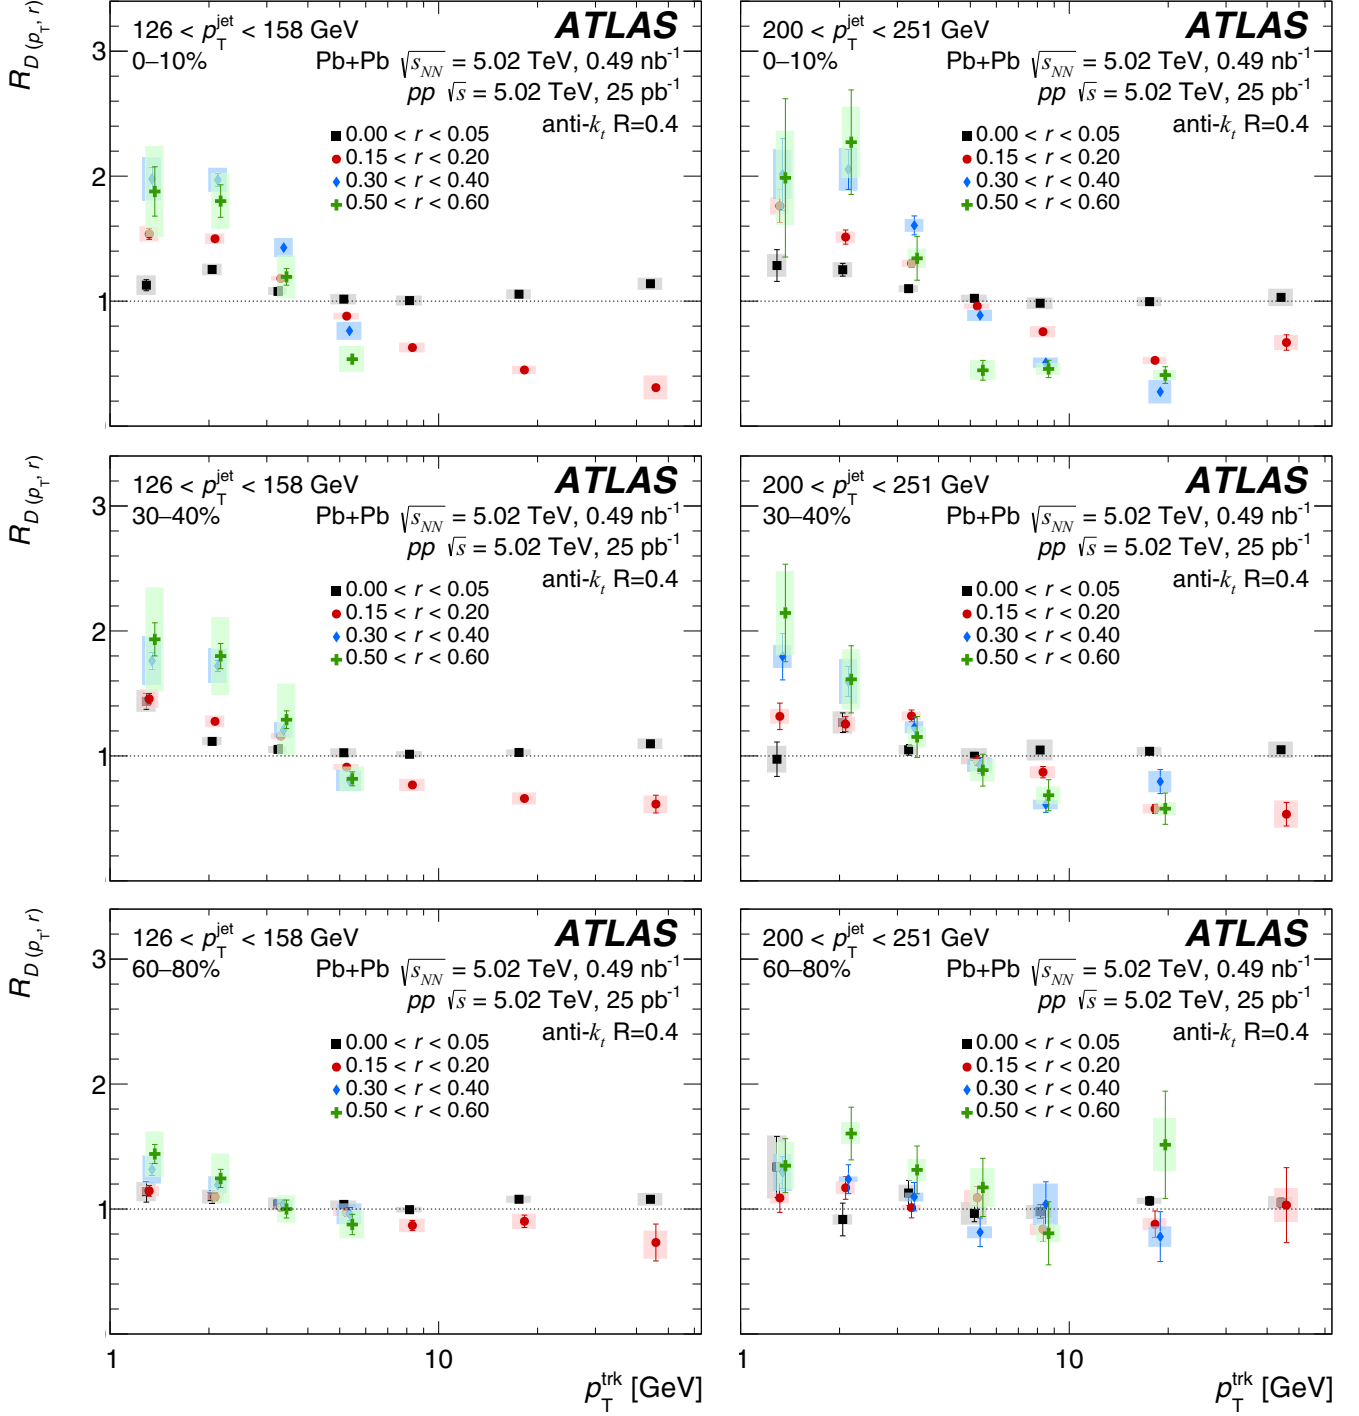 R_D (p_T, r)
126 < p_T^jet < 158 GeV ATLAS
0–10% Pb+Pb √s_NN = 5.02 TeV, 0.49 nb⁻¹
pp √s = 5.02 TeV, 25 pb⁻¹
anti-k_t R=0.4
0.00 < r < 0.05
0.15 < r < 0.20
0.30 < r < 0.40
0.50 < r < 0.60
3
2
1
200 < p_T^jet < 251 GeV ATLAS
0–10% Pb+Pb √s_NN = 5.02 TeV, 0.49 nb⁻¹
pp √s = 5.02 TeV, 25 pb⁻¹
anti-k_t R=0.4
0.00 < r < 0.05
0.15 < r < 0.20
0.30 < r < 0.40
0.50 < r < 0.60
R_D (p_T, r)
126 < p_T^jet < 158 GeV ATLAS
30–40% Pb+Pb √s_NN = 5.02 TeV, 0.49 nb⁻¹
pp √s = 5.02 TeV, 25 pb⁻¹
anti-k_t R=0.4
0.00 < r < 0.05
0.15 < r < 0.20
0.30 < r < 0.40
0.50 < r < 0.60
3
2
1
200 < p_T^jet < 251 GeV ATLAS
30–40% Pb+Pb √s_NN = 5.02 TeV, 0.49 nb⁻¹
pp √s = 5.02 TeV, 25 pb⁻¹
anti-k_t R=0.4
0.00 < r < 0.05
0.15 < r < 0.20
0.30 < r < 0.40
0.50 < r < 0.60
R_D (p_T, r)
126 < p_T^jet < 158 GeV ATLAS
60–80% Pb+Pb √s_NN = 5.02 TeV, 0.49 nb⁻¹
pp √s = 5.02 TeV, 25 pb⁻¹
anti-k_t R=0.4
0.00 < r < 0.05
0.15 < r < 0.20
0.30 < r < 0.40
0.50 < r < 0.60
3
2
1
1 10
p_T^trk [GeV]
200 < p_T^jet < 251 GeV ATLAS
60–80% Pb+Pb √s_NN = 5.02 TeV, 0.49 nb⁻¹
pp √s = 5.02 TeV, 25 pb⁻¹
anti-k_t R=0.4
0.00 < r < 0.05
0.15 < r < 0.20
0.30 < r < 0.40
0.50 < r < 0.60
1 10
p_T^trk [GeV]